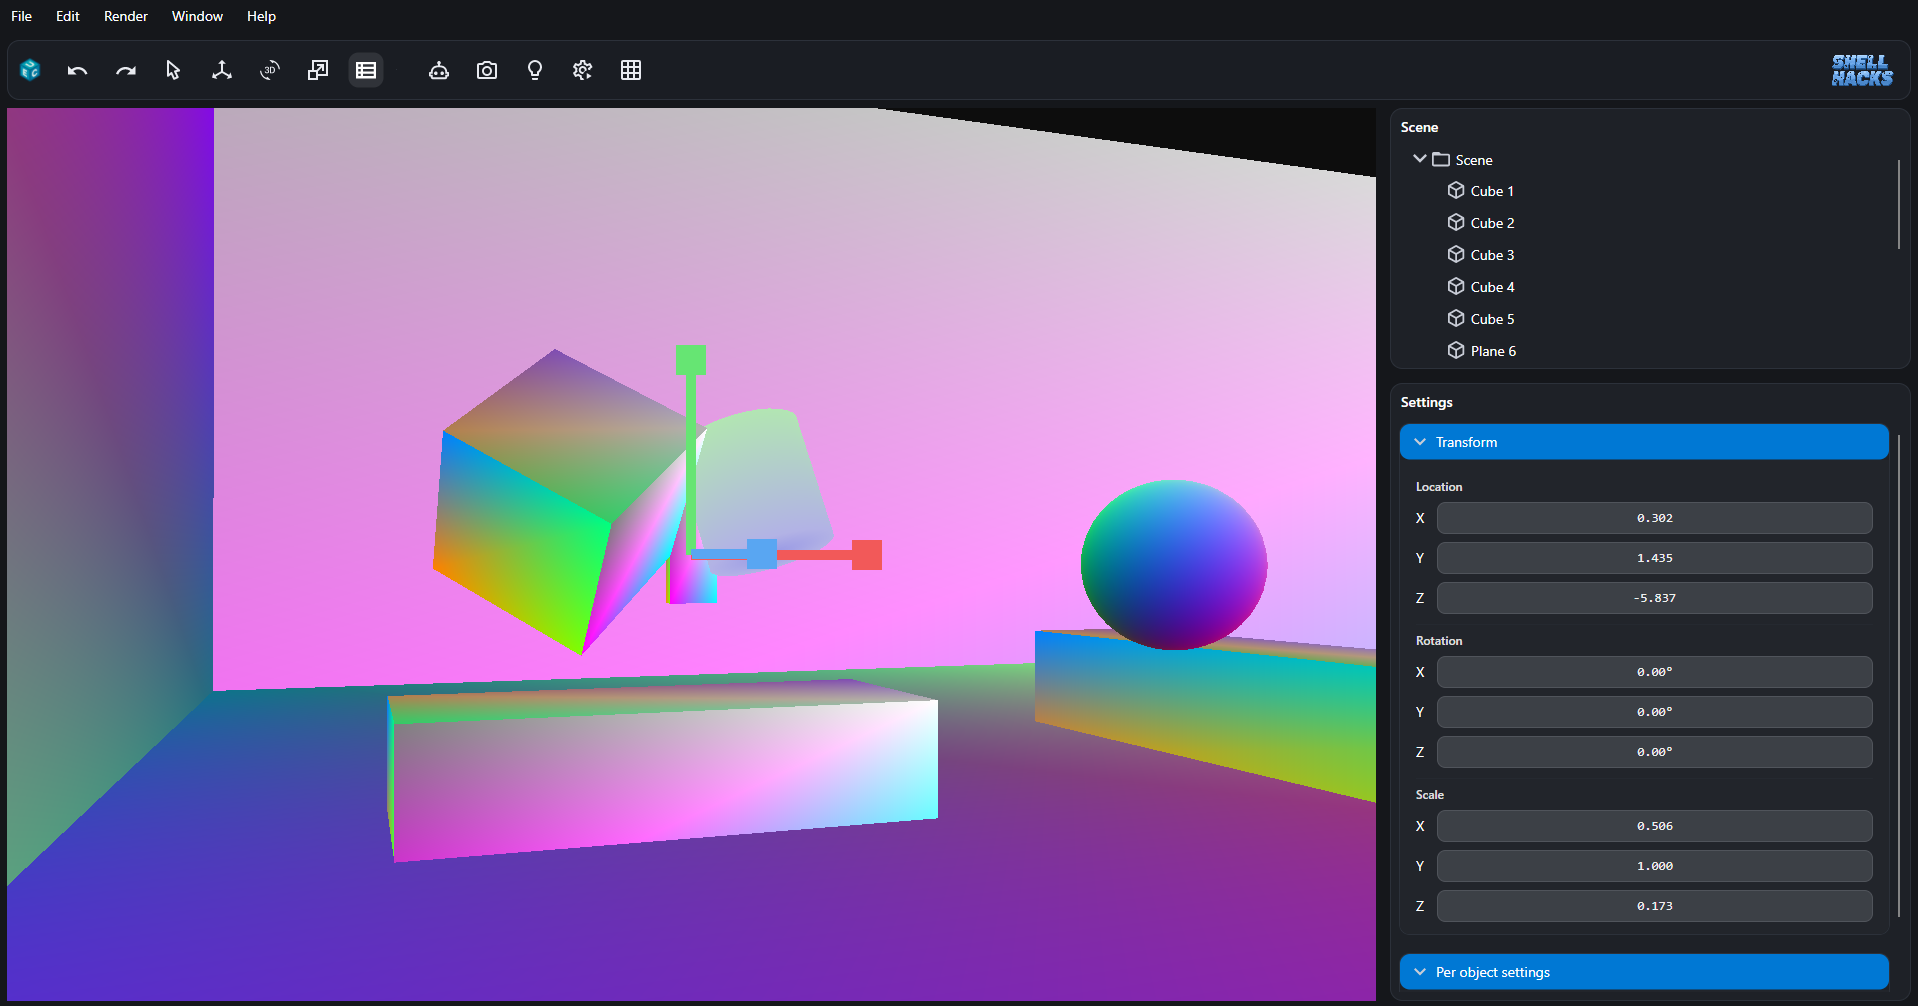 File Edit Render Window Help
3D
SHELL
HACKS
Scene
Scene
Cube 1
Cube 2
Cube 3
Cube 4
Cube 5
Plane 6
Settings
Transform
Location
X 0.302
Y 1.435
Z -5.837
Rotation
X 0.00°
Y 0.00°
Z 0.00°
Scale
X 0.506
Y 1.000
Z 0.173
Per object settings